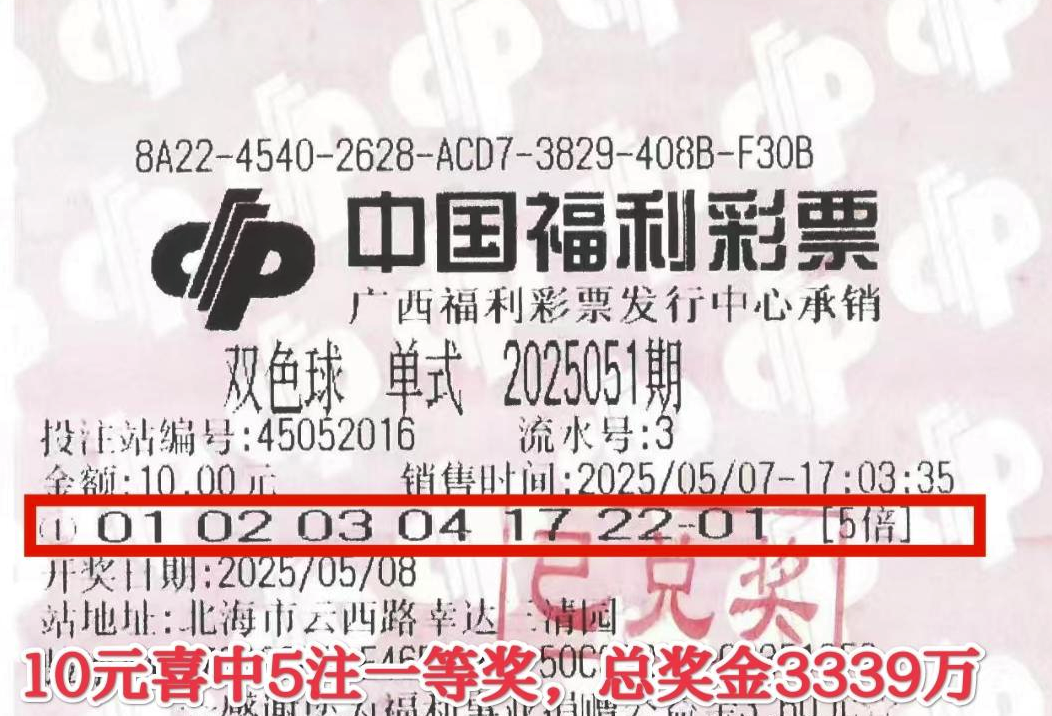 8A22-4540-2628-ACD7-3829-408B-F30B
中国福利彩票
广西福利彩票发行中心承销
双色球 单式 2025051期
投注站编号:45052016 流水号:3
金额:10.00元 销售时间:2025/05/07-17:03:35
(1) 01 02 03 04 17 22-01 [5倍]
已兑奖
开奖日期:2025/05/08
站地址:北海市云西路幸达三清园
10元喜中5注一等奖，总奖金3339万